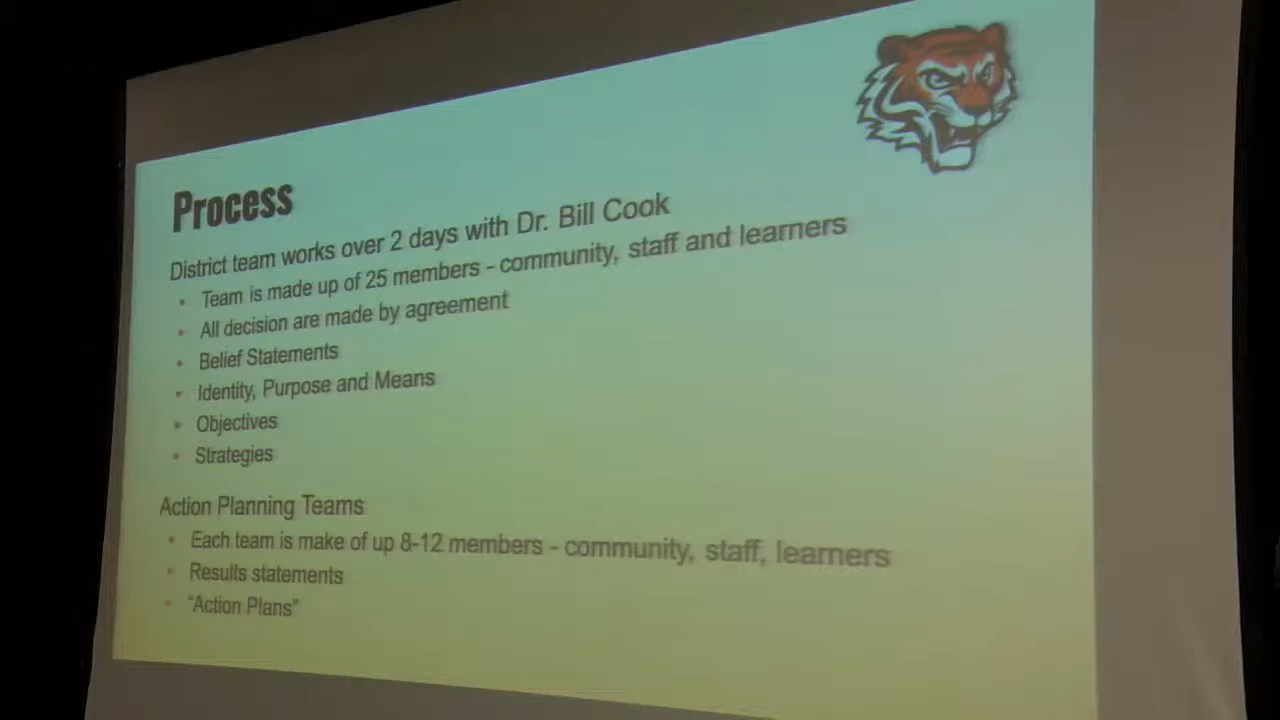 Process
District team works over 2 days with Dr. Bill Cook
• Team is made up of 25 members - community, staff and learners
• All decision are made by agreement
• Belief Statements
• Identity, Purpose and Means
• Objectives
• Strategies
Action Planning Teams
• Each team is make of up 8-12 members - community, staff, learners
• Results statements
• "Action Plans"